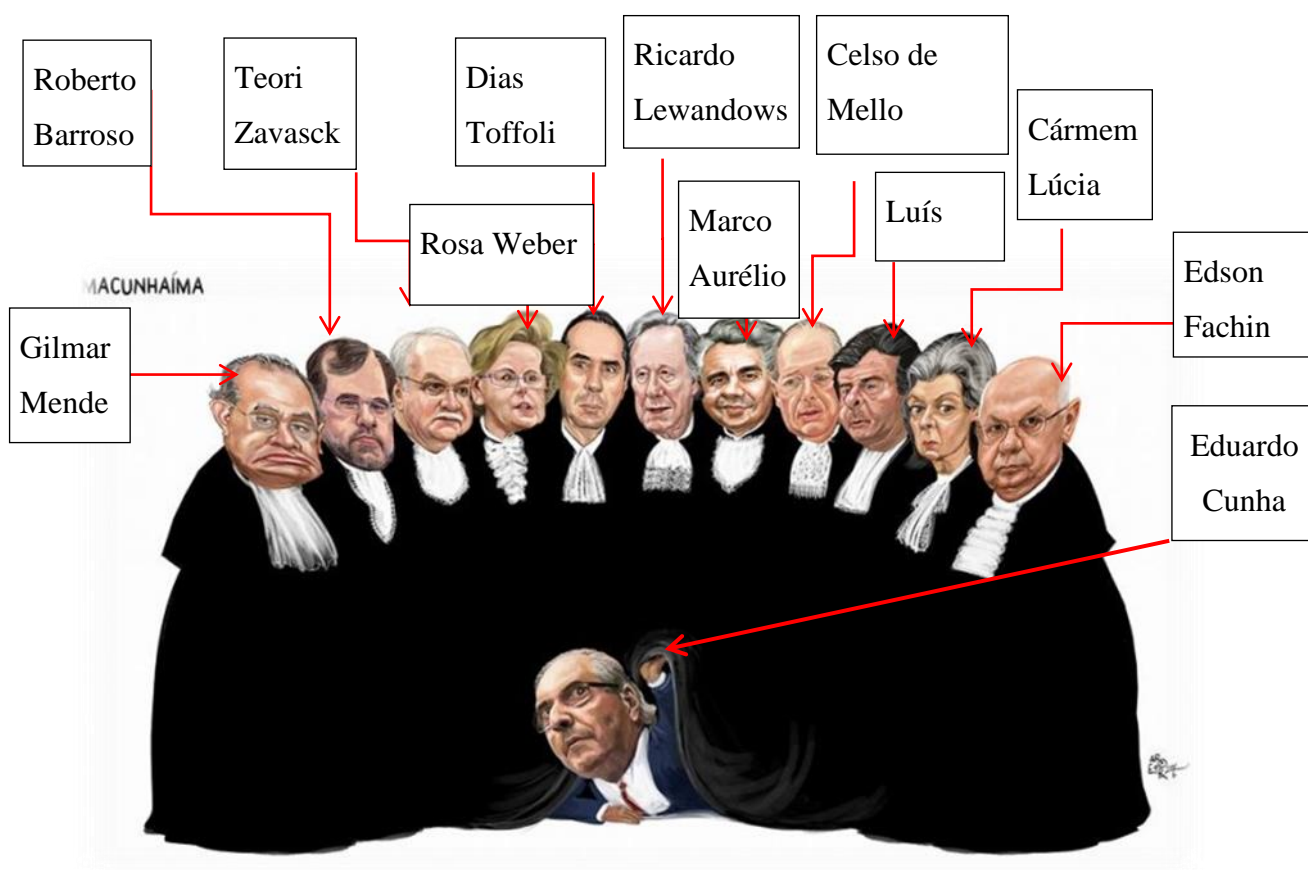 Roberto
Barroso
Teori
Zavasck
Dias
Toffoli
Ricardo
Lewandows
Celso de
Mello
Cármem
Lúcia
Rosa Weber
Marco
Aurélio
Luís
Edson
Fachin
MACUNHAÍMA
Gilmar
Mende
Eduardo
Cunha